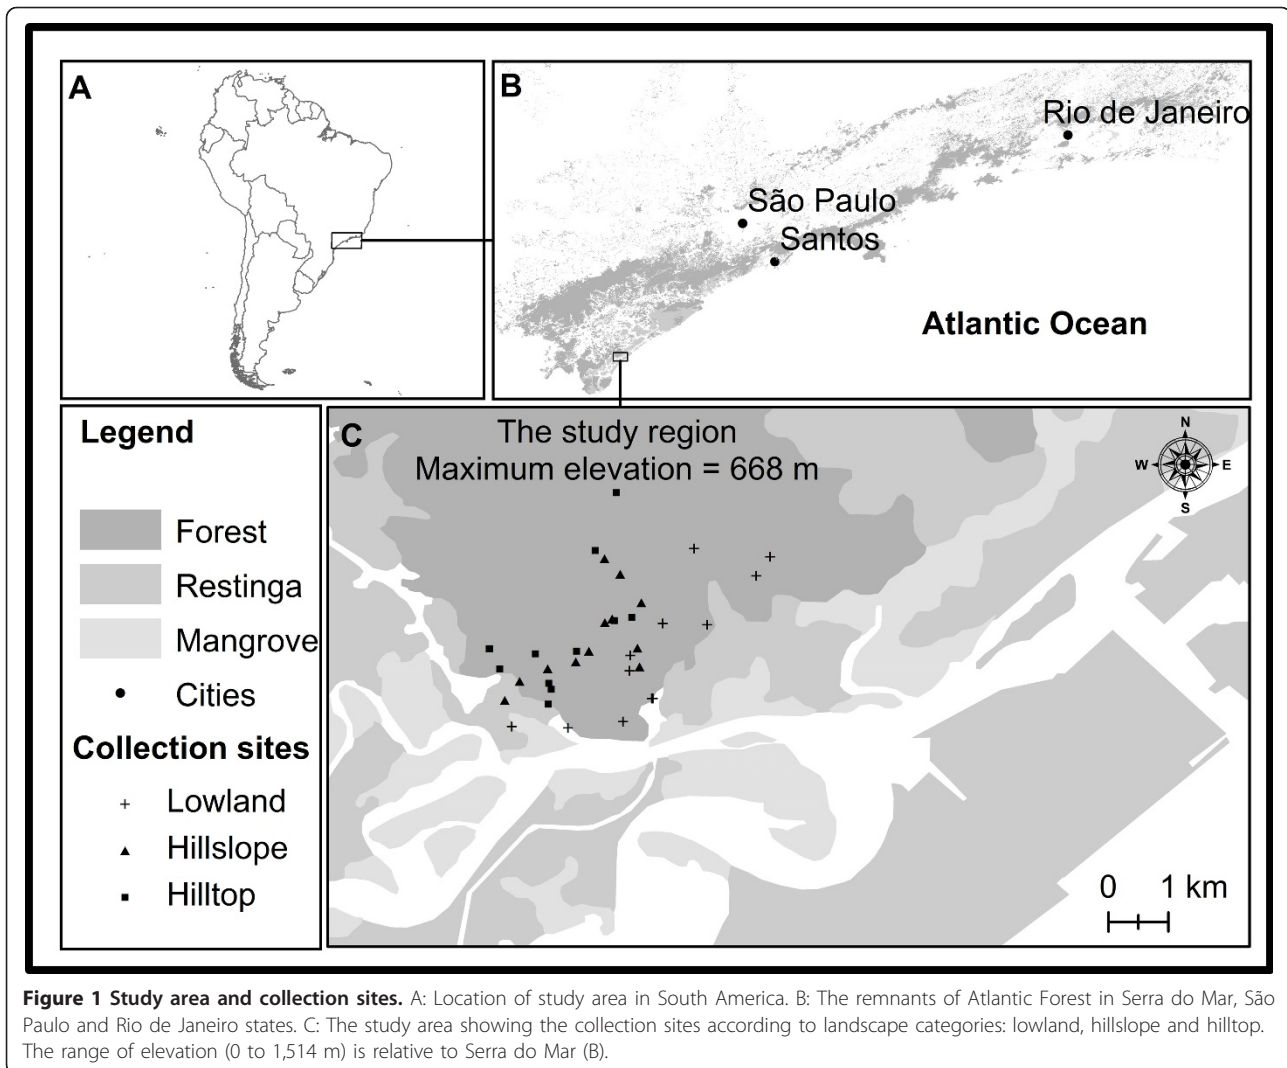 A
B
Rio de Janeiro
São Paulo
Santos
Atlantic Ocean
Legend
Forest
Restinga
Mangrove
Cities
Collection sites
Lowland
Hillslope
Hilltop
C
The study region
Maximum elevation = 668 m
N
W E
S
0 1 km
Figure 1 Study area and collection sites. A: Location of study area in South America. B: The remnants of Atlantic Forest in Serra do Mar, São
Paulo and Rio de Janeiro states. C: The study area showing the collection sites according to landscape categories: lowland, hillslope and hilltop.
The range of elevation (0 to 1,514 m) is relative to Serra do Mar (B).